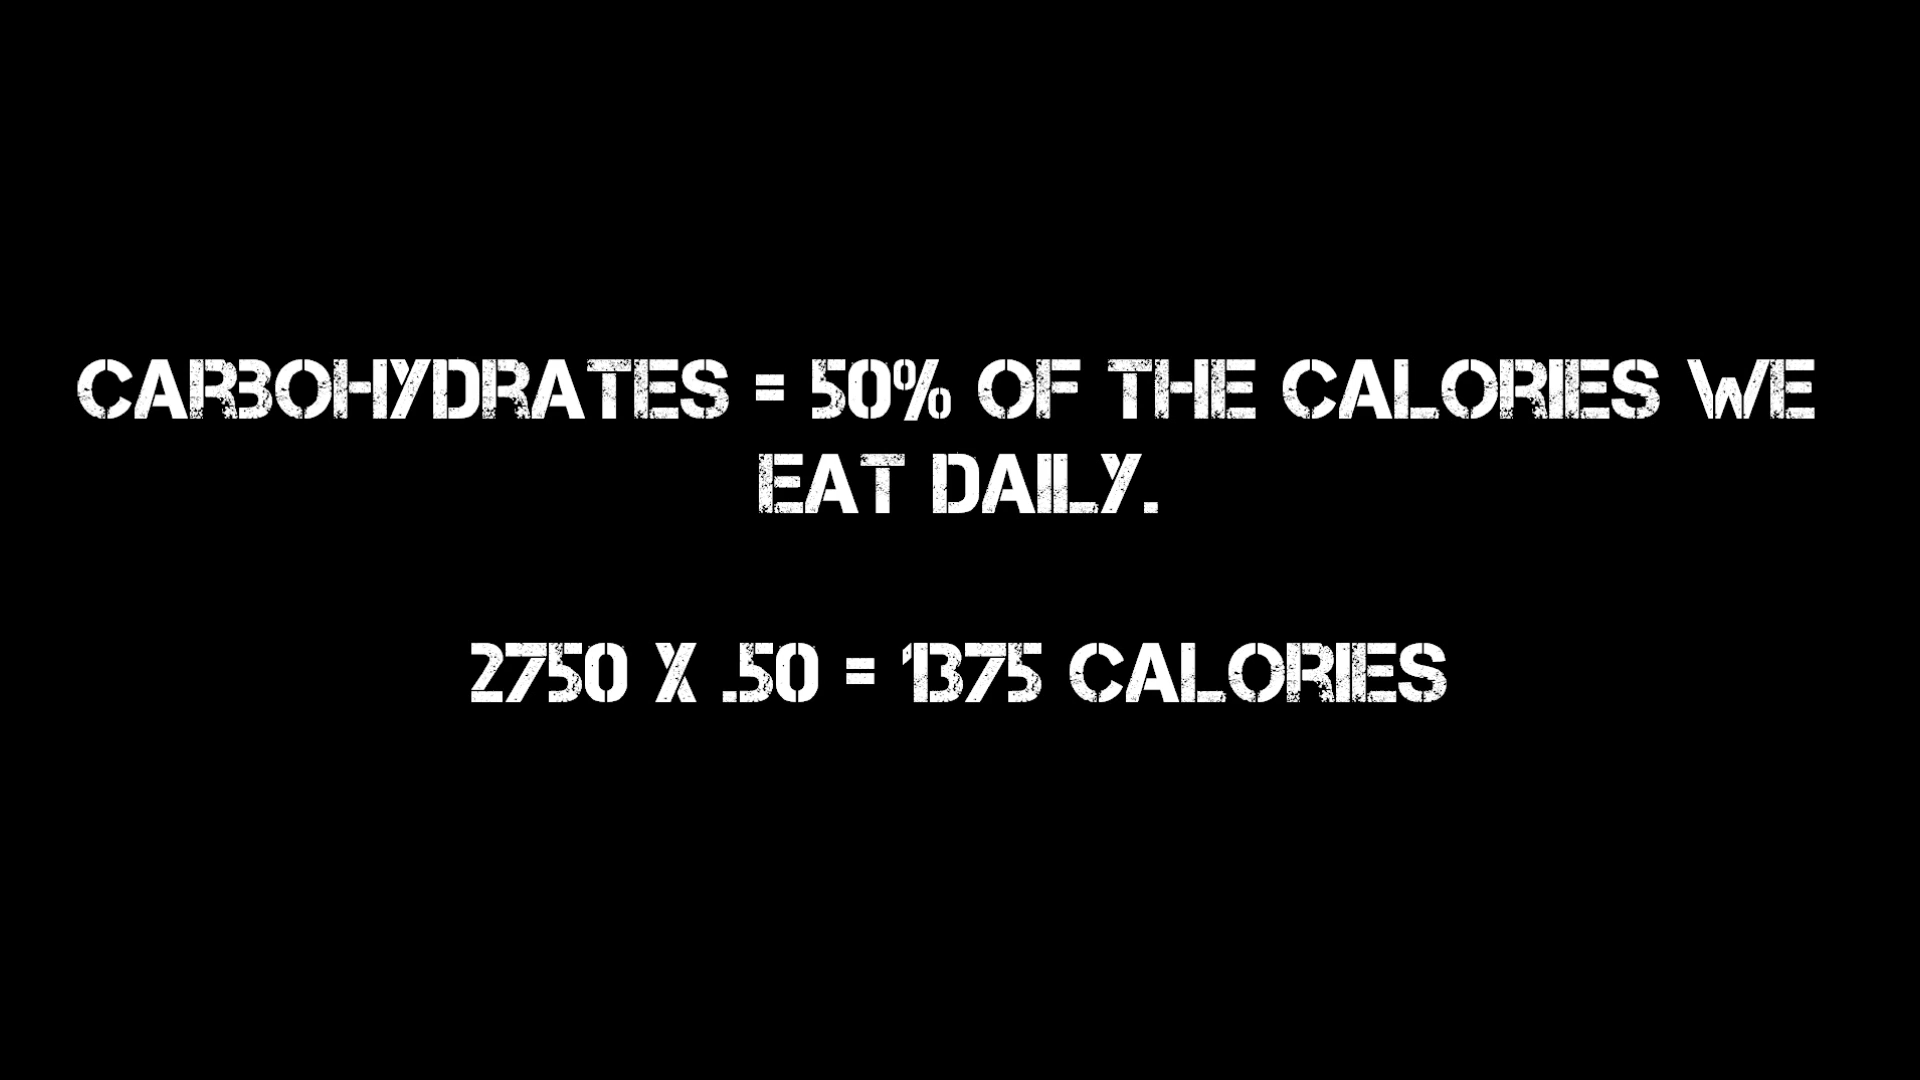 CARBOHYDRATES = 50% OF THE CALORIES WE
EAT DAILY.
2750 X .50 = 1375 CALORIES